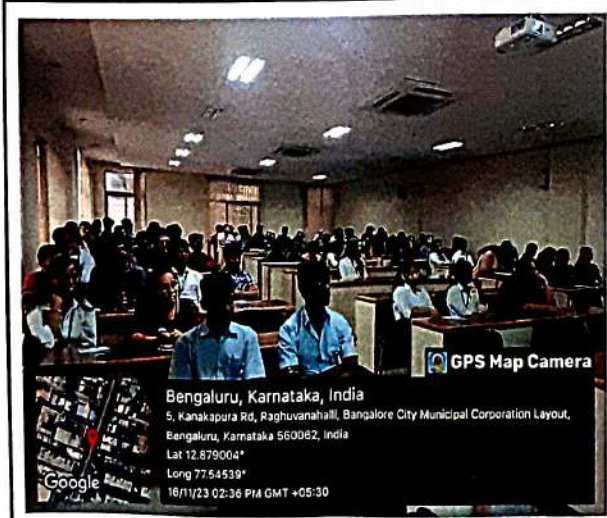 GPS Map Camera
Bengaluru, Karnataka, India
5, Kanakapura Rd, Raghuvanahalli, Bangalore City Municipal Corporation Layout,
Bengaluru, Karnataka 560062, India
Lat 12.879004°
Long 77.54539°
16/11/23 02:36 PM GMT +05:30
Google